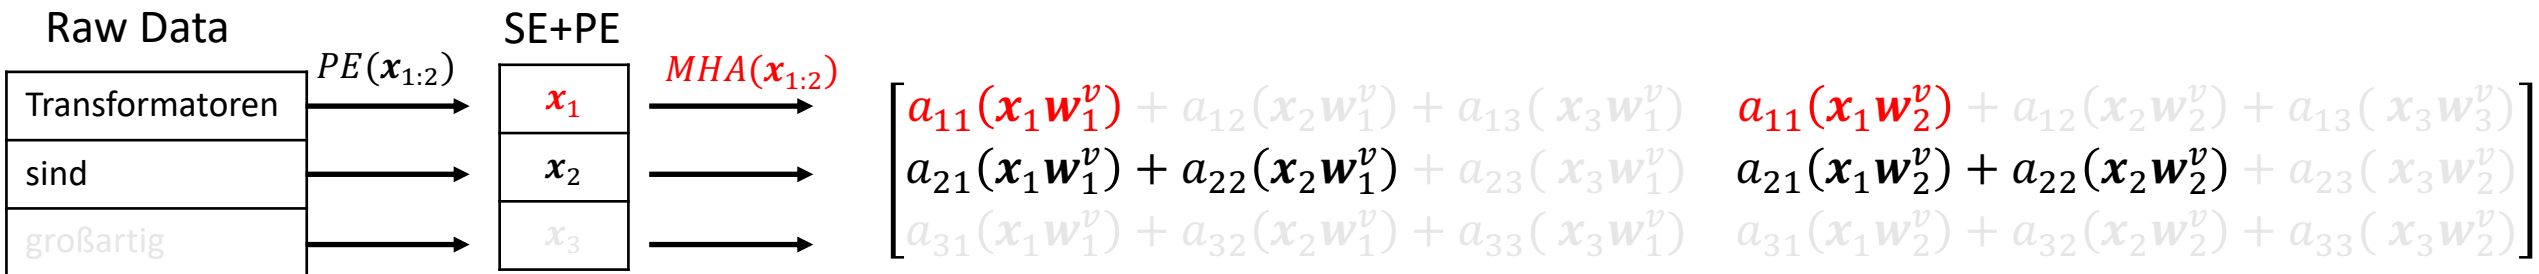 Raw Data SE+PE
PE(x₁:₂) MHA(x₁:₂)
Transformatoren x₁ a₁₁(x₁w₁ᵛ) + a₁₂(x₂w₁ᵛ) + a₁₃( x₃w₁ᵛ) a₁₁(x₁w₂ᵛ) + a₁₂(x₂w₂ᵛ) + a₁₃( x₃w₃ᵛ)
sind x₂ a₂₁(x₁w₁ᵛ) + a₂₂(x₂w₁ᵛ) + a₂₃( x₃w₁ᵛ) a₂₁(x₁w₂ᵛ) + a₂₂(x₂w₂ᵛ) + a₂₃( x₃w₂ᵛ)
großartig x₃ a₃₁(x₁w₁ᵛ) + a₃₂(x₂w₁ᵛ) + a₃₃( x₃w₁ᵛ) a₃₁(x₁w₂ᵛ) + a₃₂(x₂w₂ᵛ) + a₃₃( x₃w₂ᵛ)